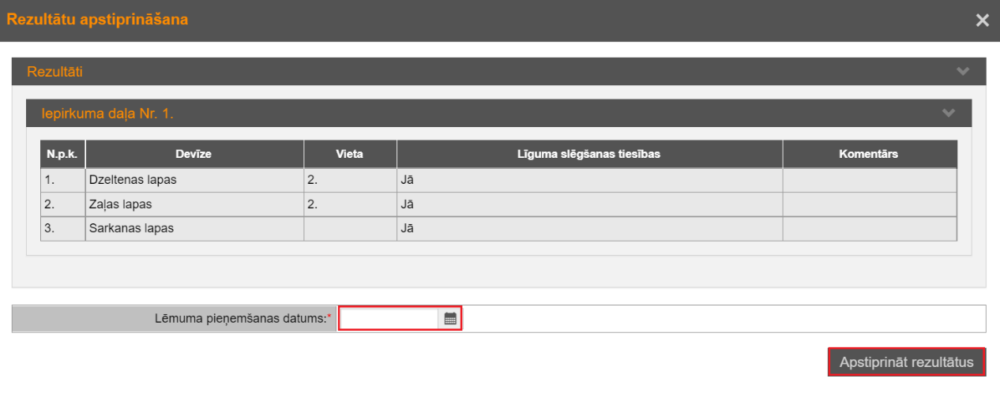 Rezultātu apstiprināšana
Rezultāti
Iepirkuma daļa Nr. 1.
N.p.k. Devīze Vieta Līguma slēgšanas tiesības Komentārs
1. Dzeltenas lapas 2. Jā
2. Zaļas lapas 2. Jā
3. Sarkanas lapas Jā
Lēmuma pieņemšanas datums:*
Apstiprināt rezultātus